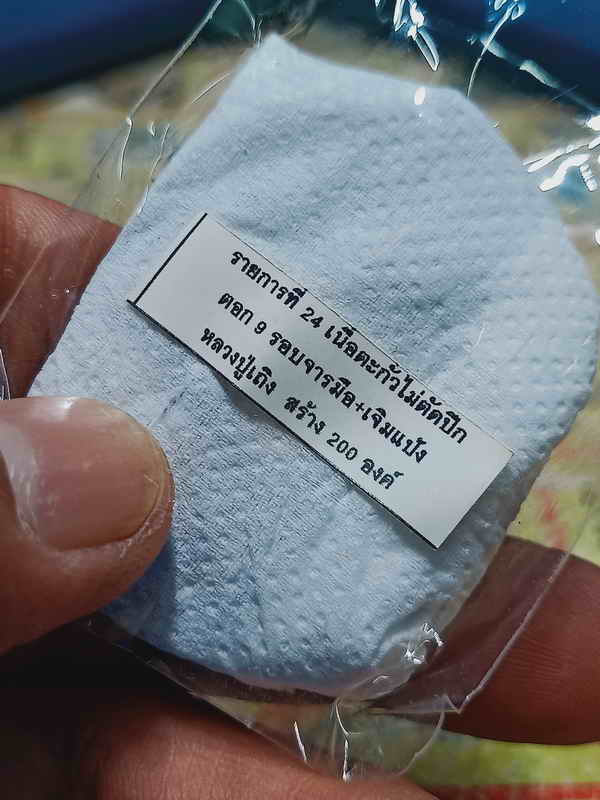 รายการที่ 24 เนื้อตะกั่วไม่ตัดปีก
ตอก 9 รอบจารมือ+เจิมแป้ง
หลวงปู่เถิง สร้าง 200 องค์